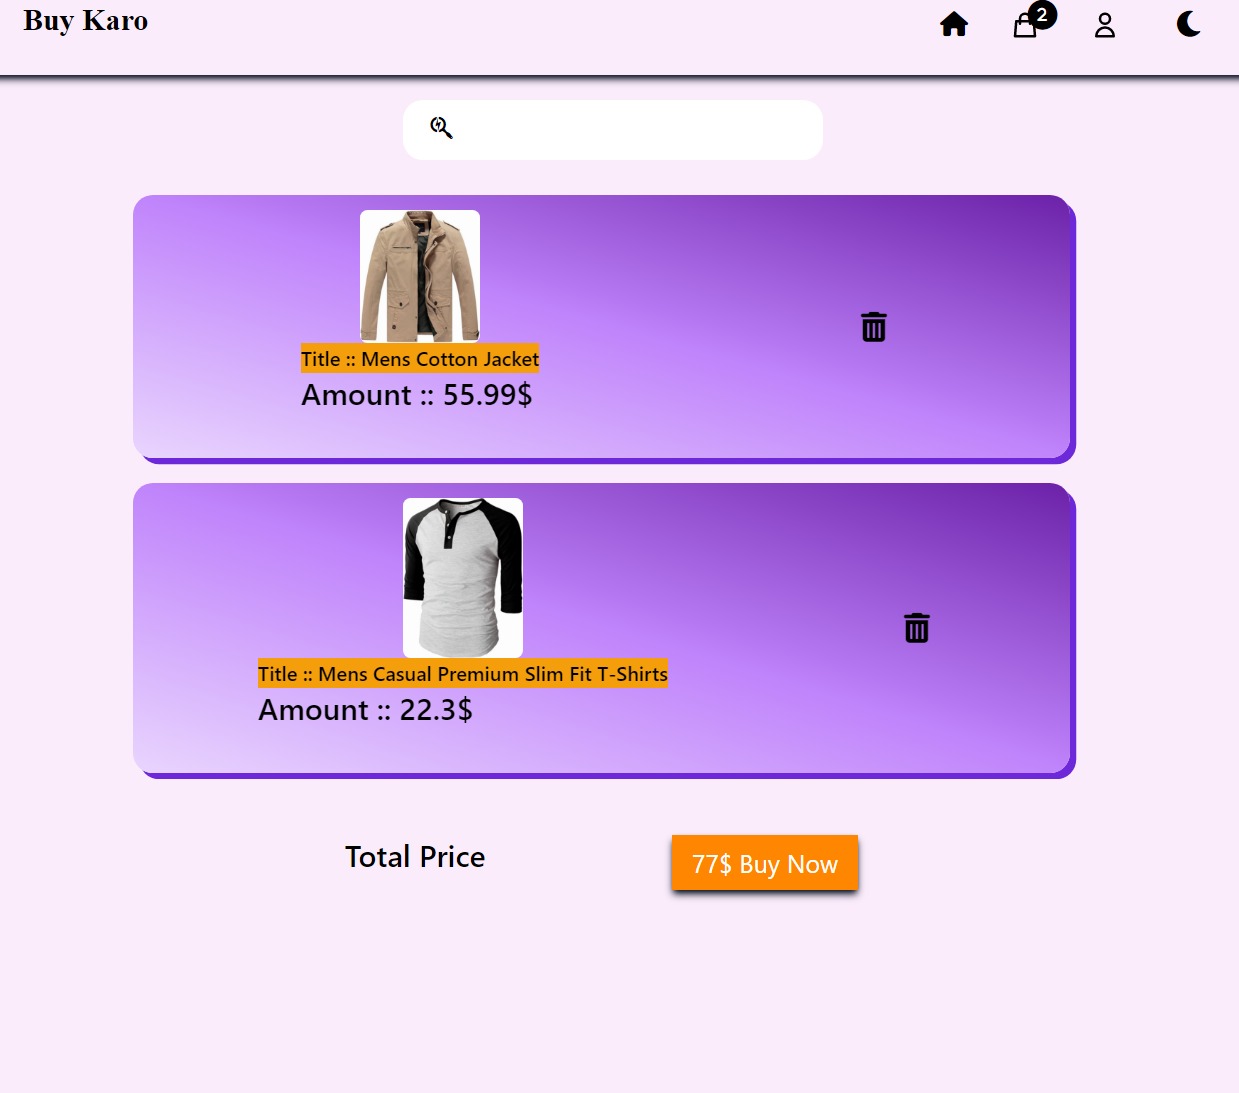 Buy Karo
2
Title :: Mens Cotton Jacket
Amount :: 55.99$
Title :: Mens Casual Premium Slim Fit T-Shirts
Amount :: 22.3$
Total Price
77$ Buy Now